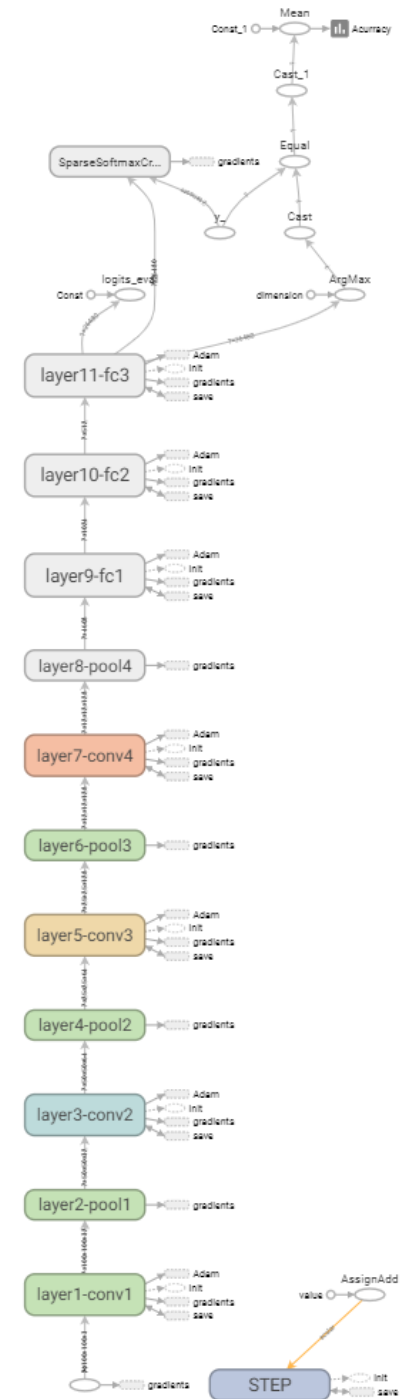 Mean
Const_1
Acurracy
Cast_1
Equal
SparseSoftmaxCr...
gradients
y_
Cast
logits_eval
Const
ArgMax
dimension
layer11-fc3
Adam
init
gradients
save
layer10-fc2
Adam
init
gradients
save
layer9-fc1
Adam
init
gradients
save
layer8-pool4
gradients
layer7-conv4
Adam
init
gradients
save
layer6-pool3
gradients
layer5-conv3
Adam
init
gradients
save
layer4-pool2
gradients
layer3-conv2
Adam
init
gradients
save
layer2-pool1
gradients
layer1-conv1
Adam
init
gradients
save
AssignAdd
value
gradients
STEP
init
save